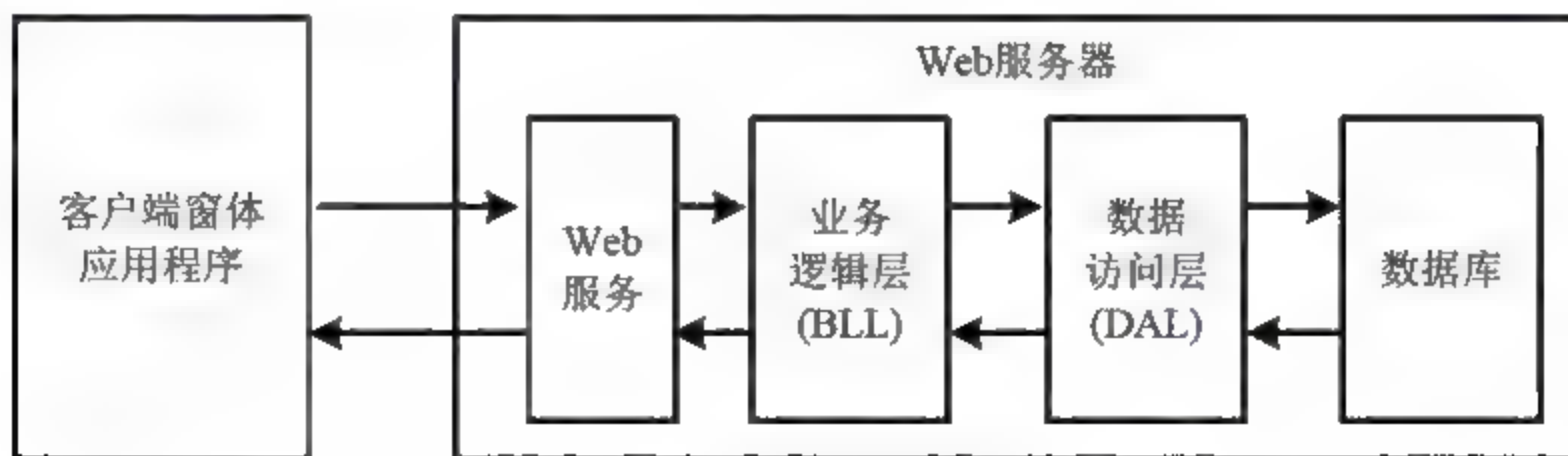 Web服务器
客户端窗体
应用程序
Web
服务
业务
逻辑层
(BLL)
数据
访问层
(DAL)
数据库